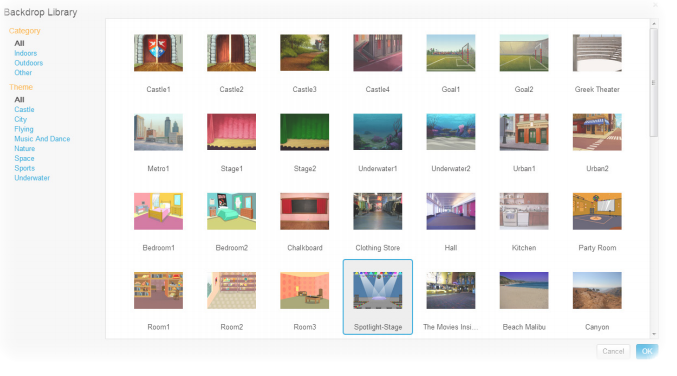 Backdrop Library
Category
All
Indoors
Outdoors
Other
Theme
All
Castle
City
Flying
Music And Dance
Nature
Space
Sports
Underwater
Castle1 Castle2 Castle3 Castle4 Goal1 Goal2 Greek Theater
Metro1 Stage1 Stage2 Underwater1 Underwater2 Urban1 Urban2
Bedroom1 Bedroom2 Chalkboard Clothing Store Hall Kitchen Party Room
Room1 Room2 Room3 Spotlight-Stage The Movies Insi... Beach Malibu Canyon
Cancel OK